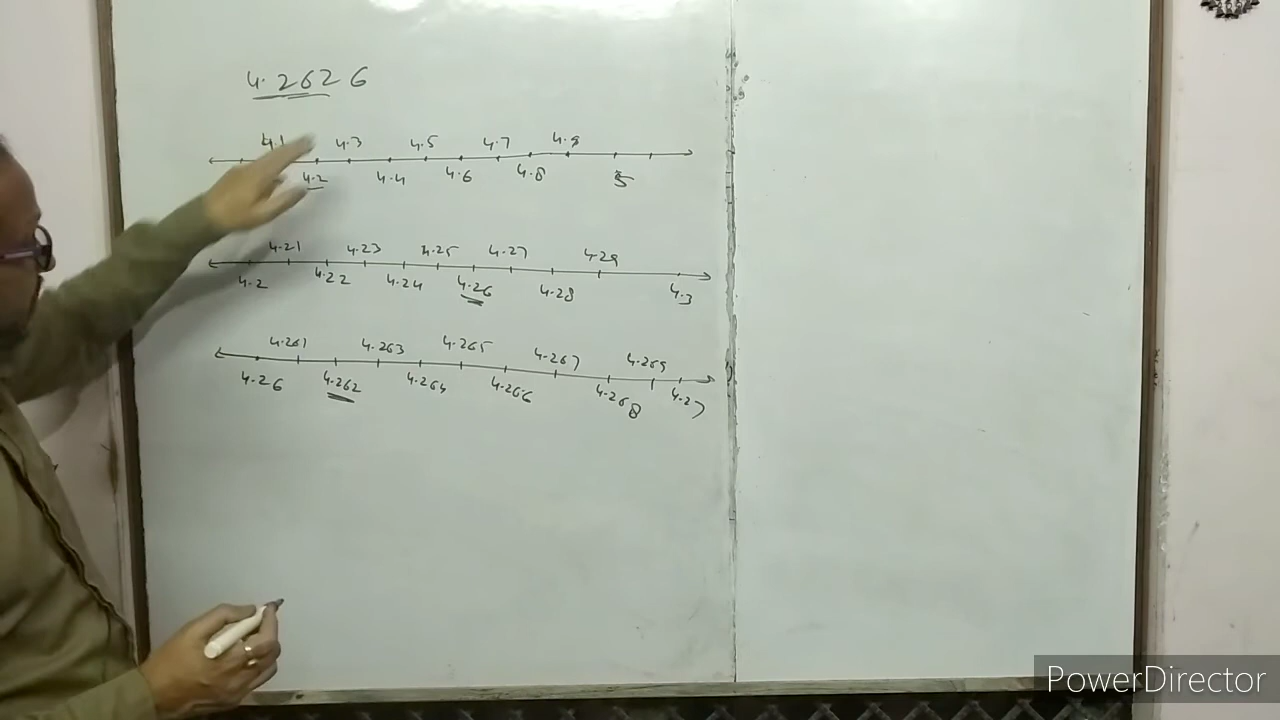 4.2626
4.1 4.3 4.5 4.7 4.9
4.2 4.4 4.6 4.8 5
4.21 4.23 4.25 4.27 4.29
4.2 4.22 4.24 4.26 4.28 4.3
4.261 4.263 4.265 4.267 4.269
4.26 4.262 4.264 4.266 4.268 4.27
PowerDirector